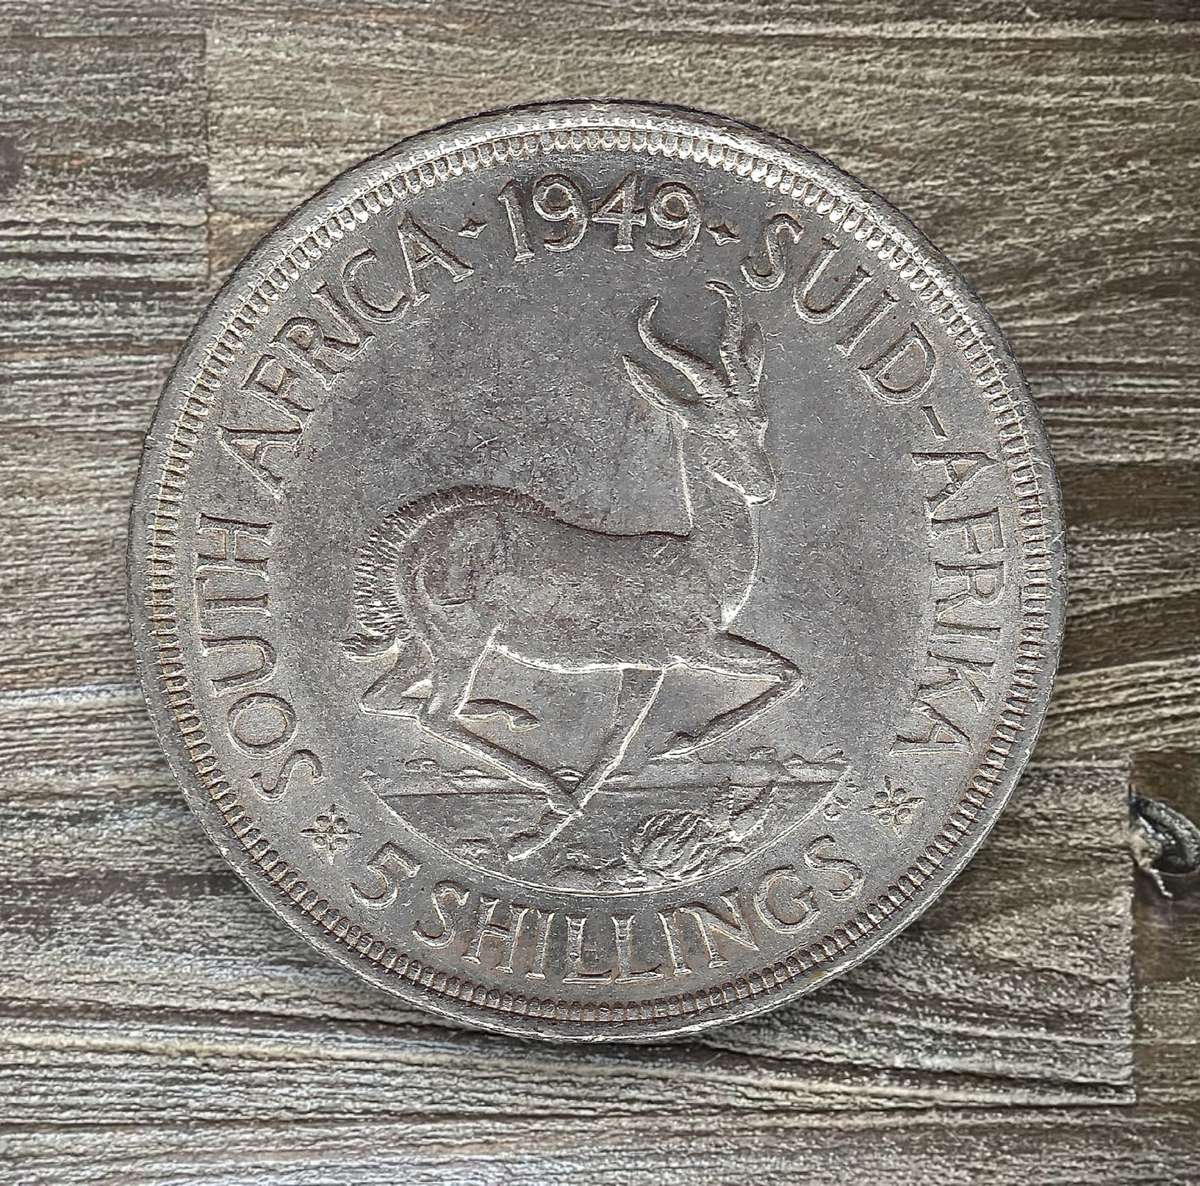 SOUTH AFRICA · 1949 · SUID-AFRIKA
5 SHILLINGS